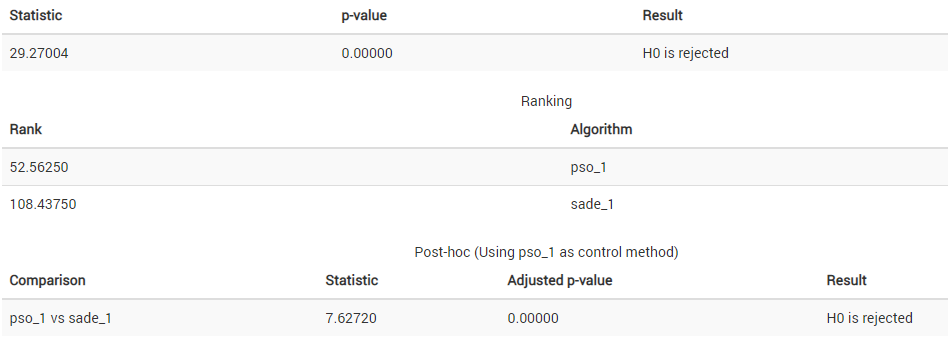 Statistic p-value Result
29.27004 0.00000 H0 is rejected
Ranking
Rank Algorithm
52.56250 pso_1
108.43750 sade_1
Post-hoc (Using pso_1 as control method)
Comparison Statistic Adjusted p-value Result
pso_1 vs sade_1 7.62720 0.00000 H0 is rejected